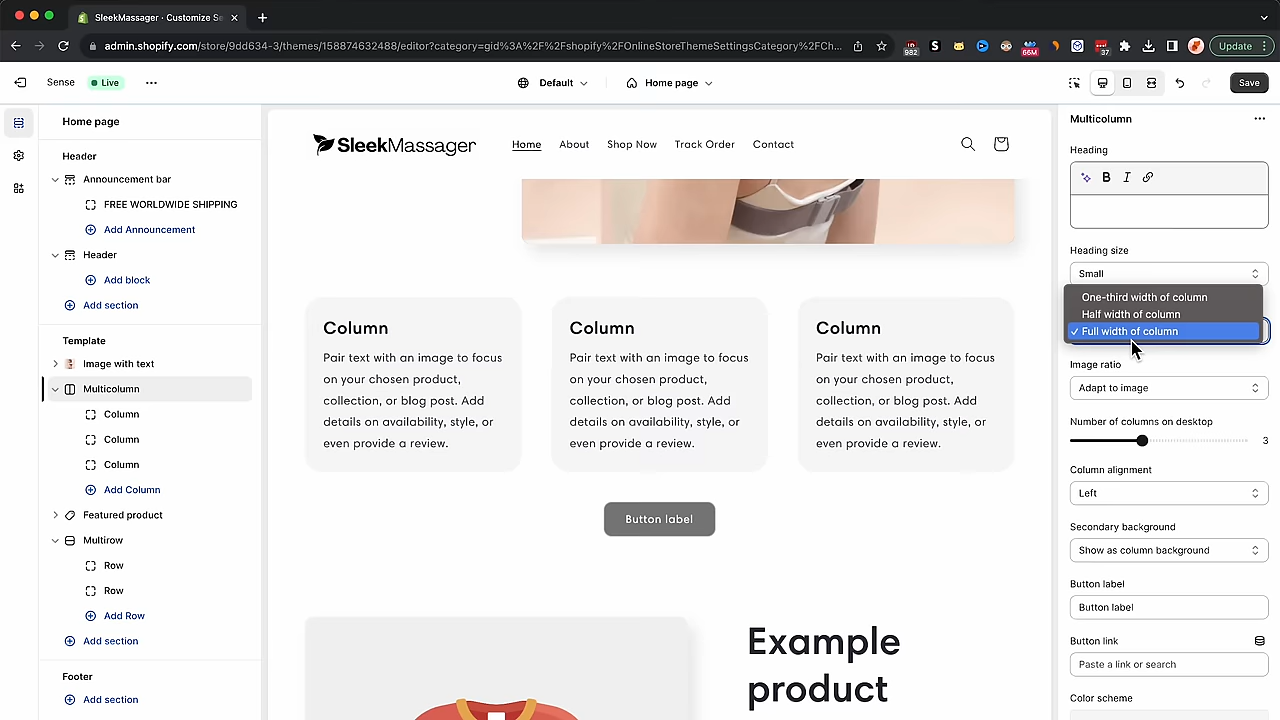 SleekMassager · Customize Se
admin.shopify.com/store/9dd634-3/themes/158874632488/editor?category=gid%3A%2F%2Fshopify%2FOnlineStoreThemeSettingsCategory%2FCh...
982
S
66M
37
Update
Sense
Live
Default
Home page
Save
Home page
Header
Announcement bar
FREE WORLDWIDE SHIPPING
Add Announcement
Header
Add block
Add section
Template
Image with text
Multicolumn
Column
Column
Column
Add Column
Featured product
Multirow
Row
Row
Add Row
Add section
Footer
Add section
SleekMassager
Home
About
Shop Now
Track Order
Contact
Column
Pair text with an image to focus
on your chosen product,
collection, or blog post. Add
details on availability, style, or
even provide a review.
Column
Pair text with an image to focus
on your chosen product,
collection, or blog post. Add
details on availability, style, or
even provide a review.
Column
Pair text with an image to focus
on your chosen product,
collection, or blog post. Add
details on availability, style, or
even provide a review.
Button label
Example
product
Multicolumn
Heading
B
I
Heading size
Small
One-third width of column
Half width of column
Full width of column
Image ratio
Adapt to image
Number of columns on desktop
3
Column alignment
Left
Secondary background
Show as column background
Button label
Button label
Button link
Paste a link or search
Color scheme